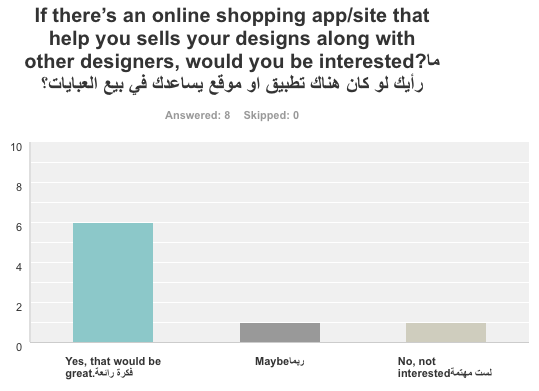 If there's an online shopping app/site that
help you sells your designs along with
other designers, would you be interested?ما
رأيك لو كان هناك تطبيق او موقع يساعدك في بيع العبايات؟
Answered: 8 Skipped: 0
10
8
6
4
2
0
Yes, that would be
great.فكرة رائعة
Maybeربما
No, not
interestedلست مهتمة